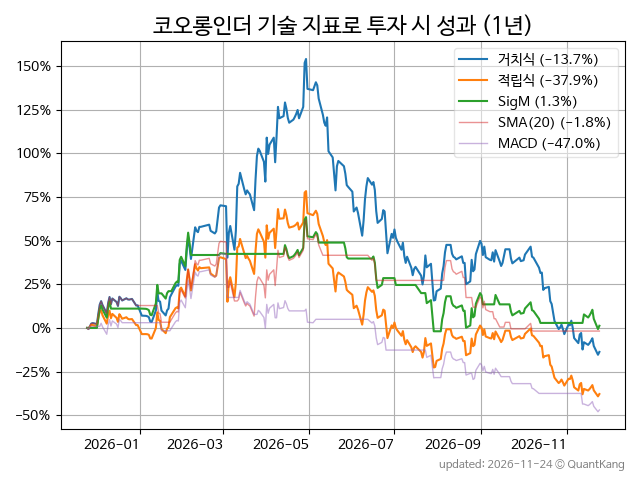 코오롱인더 기술 지표로 투자 시 성과 (1년)
거치식 (−13.7%)
적립식 (−37.9%)
SigM (1.3%)
SMA(20) (−1.8%)
MACD (−47.0%)
150%
125%
100%
75%
50%
25%
0%
−25%
−50%
2026-01 2026-03 2026-05 2026-07 2026-09 2026-11
updated: 2026-11-24 © QuantKang